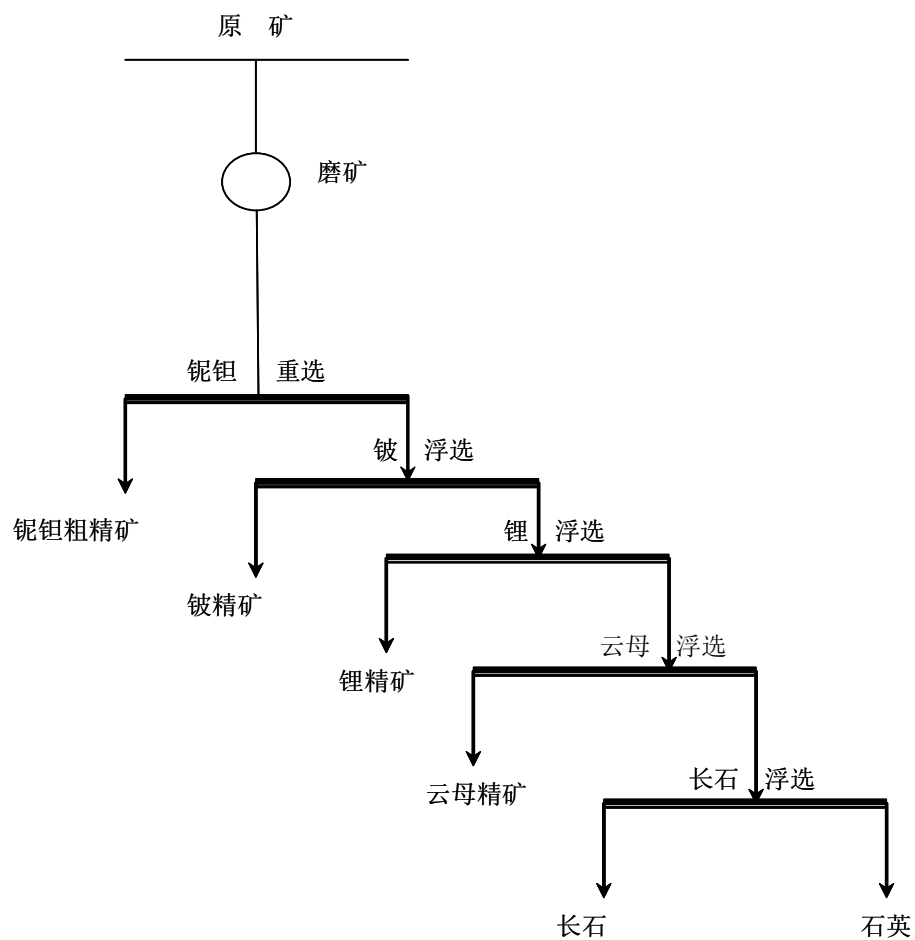 原 矿
磨矿
铌钽 重选
铍 浮选
铌钽粗精矿
锂 浮选
铍精矿
云母 浮选
锂精矿
长石 浮选
云母精矿
长石
石英